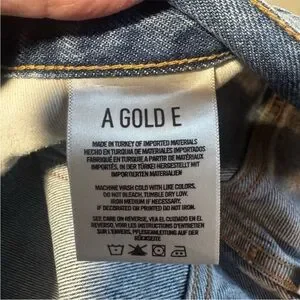 A GOLD E
MADE IN TURKEY OF IMPORTED MATERIALS
HECHO EN TURQUIA DE MATERIALES IMPORTADOS
FABRIQUÉ EN TURQUIE A PARTIR DE MATÉRIAUX
IMPORTÉS, IN DER TÜRKEI HERGESTELLT MIT
IMPORTIERTEN MATERIALIEN
MACHINE WASH COLD WITH LIKE COLORS.
DO NOT BLEACH, TUMBLE DRY LOW.
IRON MEDIUM IF NECESSARY.
IF DECORATED OR PRINTED DO NOT IRON.
SEE CARE ON REVERSE, VEA EL CUIDADO EN EL
REVERSO, VOIR LES INSTRUCTIONS D'ENTRETIEN
SUR L'ENVERS, PFLEGEANLEITUNG AUF DER
RÜCKSEITE